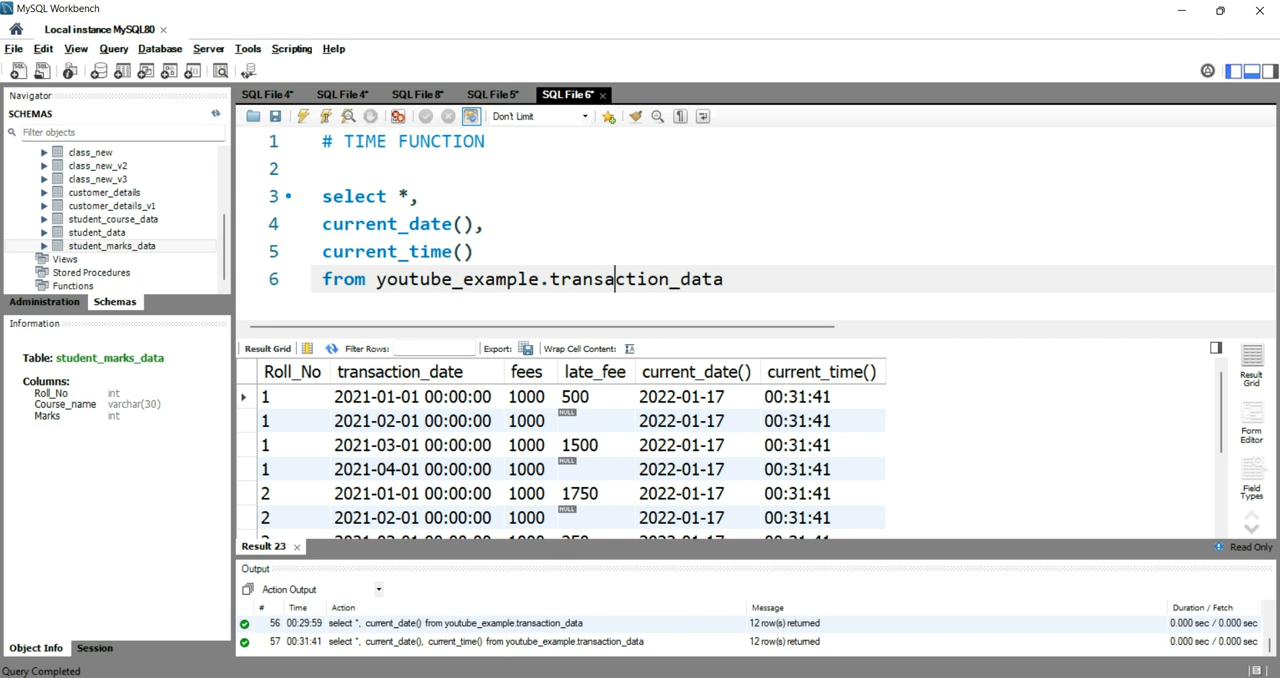 MySQL Workbench
Local instance MySQL80
File Edit View Query Database Server Tools Scripting Help
Navigator
SCHEMAS
Filter objects
class_new
class_new_v2
class_new_v3
customer_details
customer_details_v1
student_course_data
student_data
student_marks_data
Views
Stored Procedures
Functions
Administration Schemas
Information
Table: student_marks_data
Columns:
Roll_No int
Course_name varchar(30)
Marks int
Object Info Session
Query Completed
SQL File 4* SQL File 4* SQL File 8* SQL File 5* SQL File 6*
Don't Limit
1 # TIME FUNCTION
2
3 select *,
4 current_date(),
5 current_time()
6 from youtube_example.transaction_data
Result Grid Filter Rows: Export: Wrap Cell Content:
Roll_No transaction_date fees late_fee current_date() current_time()
1 2021-01-01 00:00:00 1000 500 2022-01-17 00:31:41
1 2021-02-01 00:00:00 1000 NULL 2022-01-17 00:31:41
1 2021-03-01 00:00:00 1000 1500 2022-01-17 00:31:41
1 2021-04-01 00:00:00 1000 NULL 2022-01-17 00:31:41
2 2021-01-01 00:00:00 1000 1750 2022-01-17 00:31:41
2 2021-02-01 00:00:00 1000 NULL 2022-01-17 00:31:41
Result Grid
Form Editor
Field Types
Result 23
Read Only
Output
Action Output
# Time Action Message Duration / Fetch
56 00:29:59 select *, current_date() from youtube_example.transaction_data 12 row(s) returned 0.000 sec / 0.000 sec
57 00:31:41 select *, current_date(), current_time() from youtube_example.transaction_data 12 row(s) returned 0.000 sec / 0.000 sec